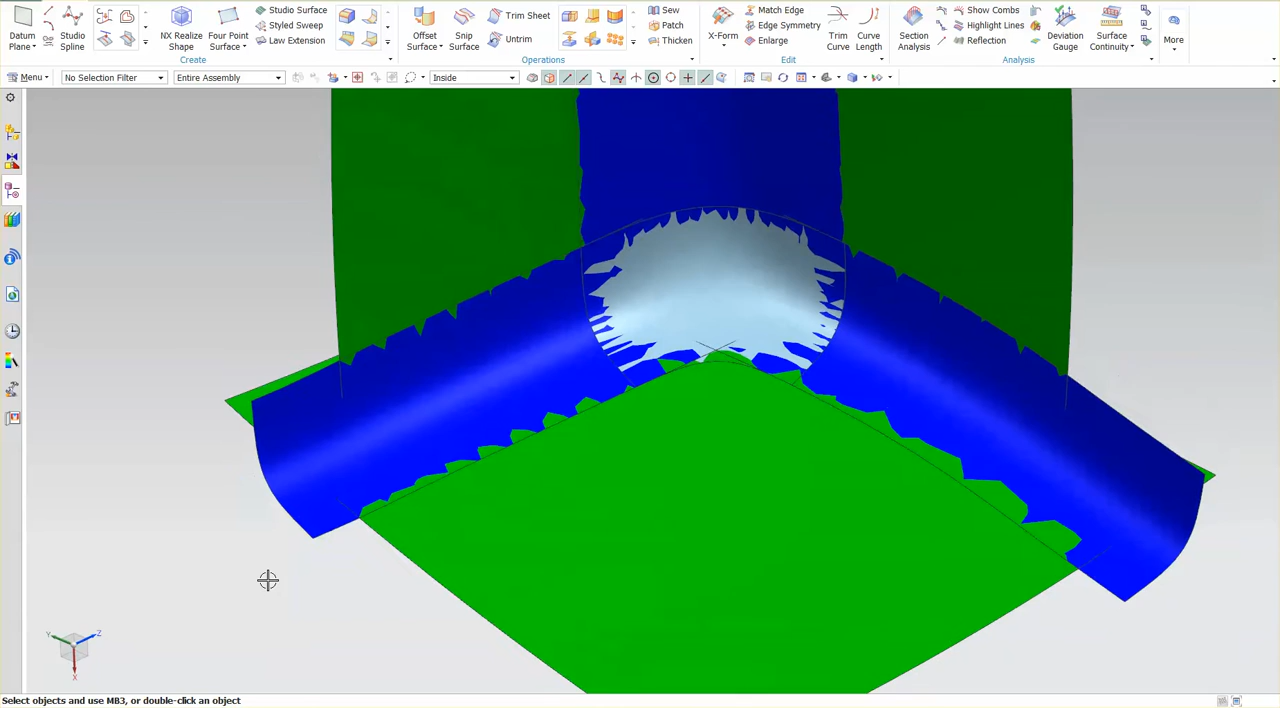 Datum Plane
Studio Spline
NX Realize Shape
Four Point Surface
Studio Surface
Styled Sweep
Law Extension
Create
Offset Surface
Snip Surface
Trim Sheet
Untrim
Operations
Sew
Patch
Thicken
X-Form
Match Edge
Edge Symmetry
Enlarge
Trim Curve
Curve Length
Edit
Section Analysis
Show Combs
Highlight Lines
Reflection
Deviation Gauge
Surface Continuity
Analysis
More
Menu
No Selection Filter
Entire Assembly
Inside
Y
Z
X
Select objects and use MB3, or double-click an object